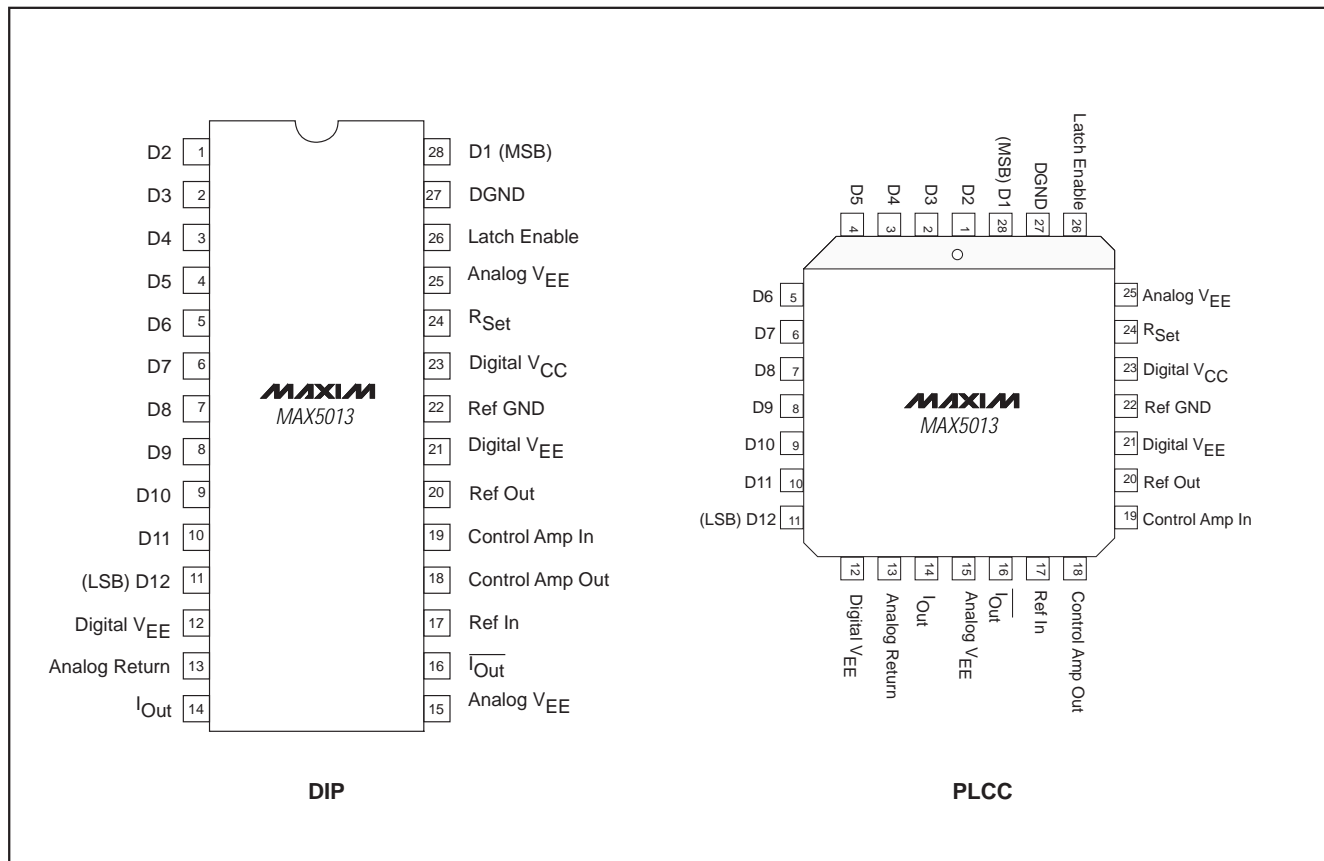 D2 1
D3 2
D4 3
D5 4
D6 5
D7 6
D8 7
D9 8
D10 9
D11 10
(LSB) D12 11
Digital VEE 12
Analog Return 13
IOut 14
28 D1 (MSB)
27 DGND
26 Latch Enable
25 Analog VEE
24 RSet
23 Digital VCC
22 Ref GND
21 Digital VEE
20 Ref Out
19 Control Amp In
18 Control Amp Out
17 Ref In
16 IOut
15 Analog VEE
MAXIM
MAX5013
DIP
D5 4
D4 3
D3 2
D2 1
(MSB) D1 28
DGND 27
Latch Enable 26
D6 5
D7 6
D8 7
D9 8
D10 9
D11 10
(LSB) D12 11
25 Analog VEE
24 RSet
23 Digital VCC
22 Ref GND
21 Digital VEE
20 Ref Out
19 Control Amp In
MAXIM
MAX5013
12 Digital VEE
13 Analog Return
14 IOut
15 Analog VEE
16 IOut
17 Ref In
18 Control Amp Out
PLCC